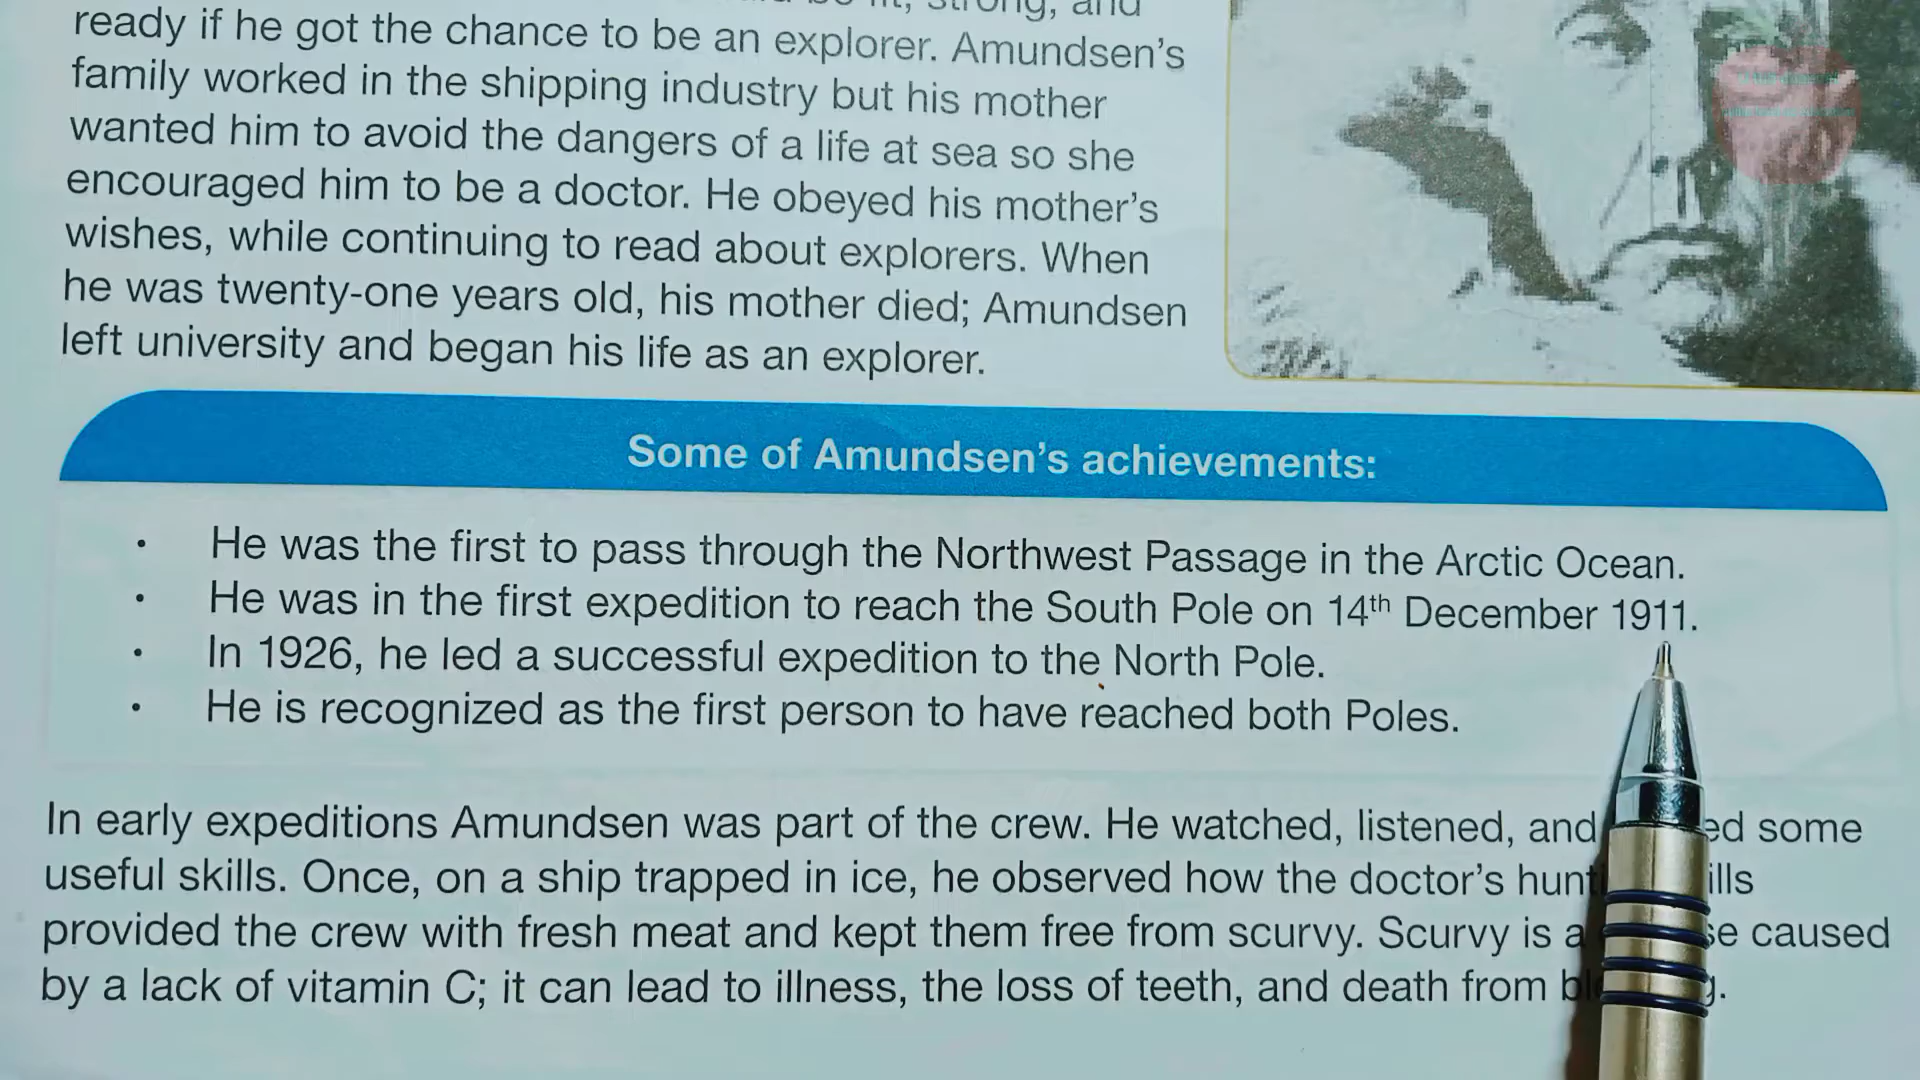 fit, strong, and
ready if he got the chance to be an explorer. Amundsen's
family worked in the shipping industry but his mother
wanted him to avoid the dangers of a life at sea so she
encouraged him to be a doctor. He obeyed his mother's
wishes, while continuing to read about explorers. When
he was twenty-one years old, his mother died; Amundsen
left university and began his life as an explorer.
Some of Amundsen's achievements:
· He was the first to pass through the Northwest Passage in the Arctic Ocean.
· He was in the first expedition to reach the South Pole on 14th December 1911.
· In 1926, he led a successful expedition to the North Pole.
· He is recognized as the first person to have reached both Poles.
In early expeditions Amundsen was part of the crew. He watched, listened, and some
useful skills. Once, on a ship trapped in ice, he observed how the doctor's
provided the crew with fresh meat and kept them free from scurvy. Scurvy is a caused
by a lack of vitamin C; it can lead to illness, the loss of teeth, and death from